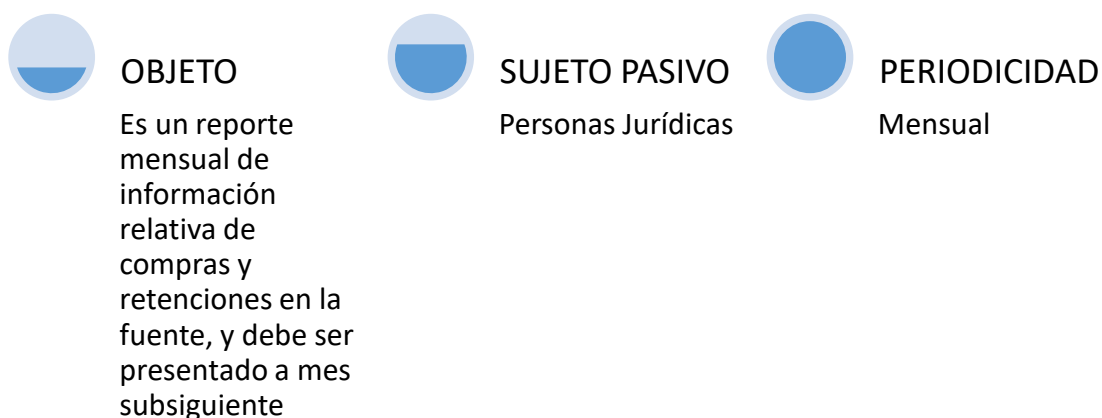 OBJETO
Es un reporte
mensual de
información
relativa de
compras y
retenciones en la
fuente, y debe ser
presentado a mes
subsiguiente
SUJETO PASIVO
Personas Jurídicas
PERIODICIDAD
Mensual